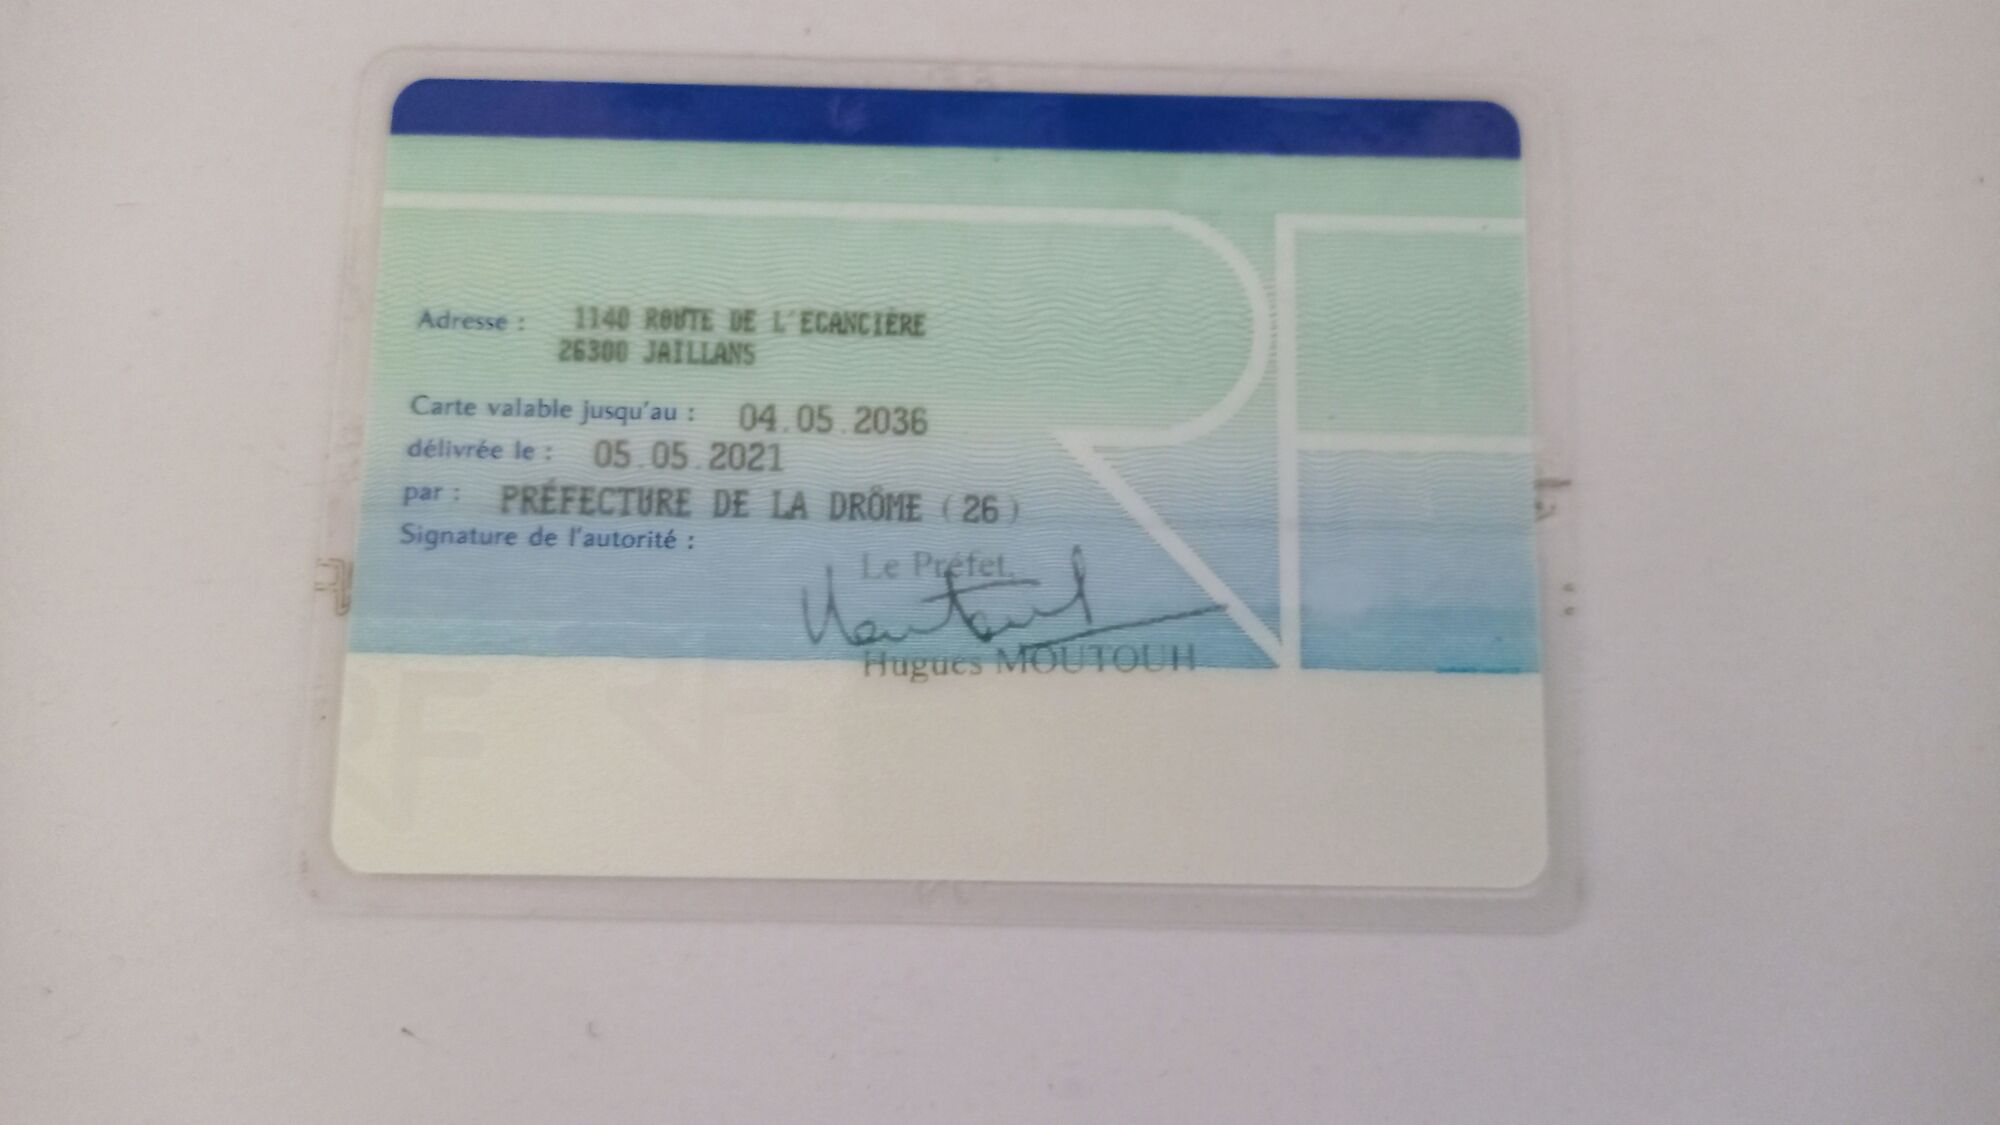 Adresse : 1140 ROUTE DE L'ECANCIÈRE
26300 JAILLANS
Carte valable jusqu'au : 04.05.2036
délivrée le : 05.05.2021
par : PRÉFECTURE DE LA DRÔME (26)
Signature de l'autorité :
Le Préfet,
Hugues MOUTOUH
RF